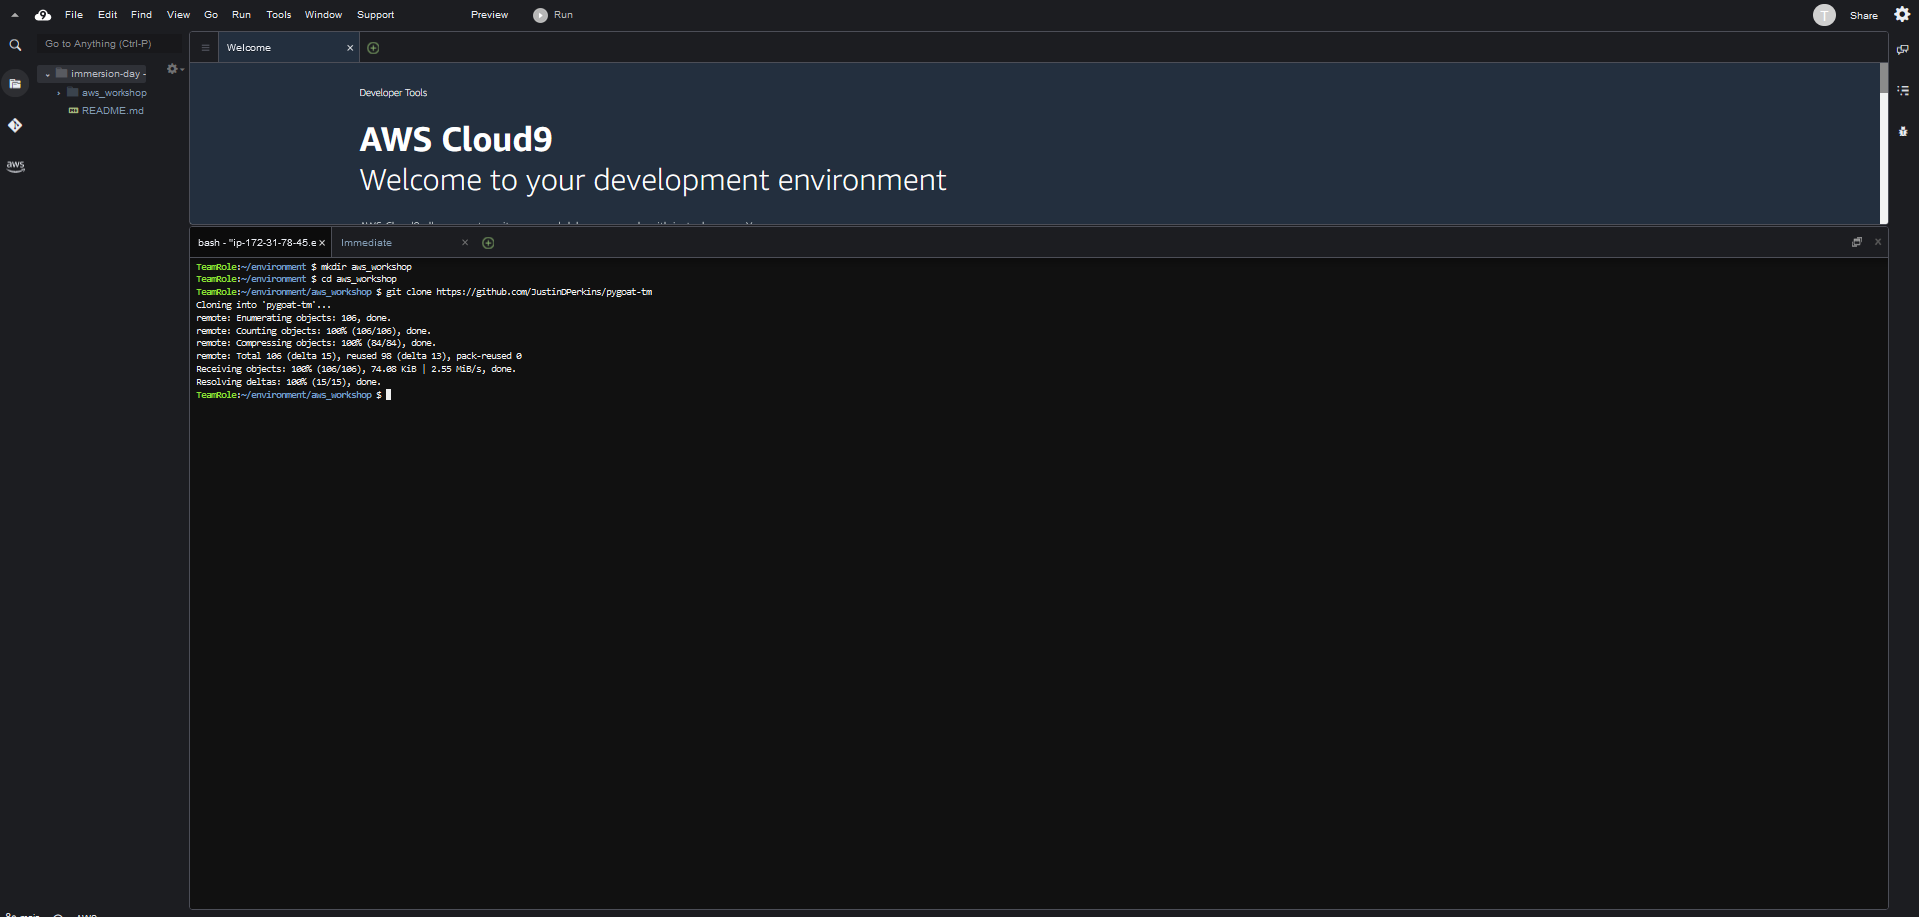 File Edit Find View Go Run Tools Window Support Preview Run T Share
Go to Anything (Ctrl-P)
immersion-day -
aws_workshop
README.md
aws
Welcome
Developer Tools
AWS Cloud9
Welcome to your development environment
bash - "ip-172-31-78-45.e Immediate
TeamRole:~/environment $ mkdir aws_workshop
TeamRole:~/environment $ cd aws_workshop
TeamRole:~/environment/aws_workshop $ git clone https://github.com/JustinDPerkins/pygoat-tm
Cloning into 'pygoat-tm'...
remote: Enumerating objects: 106, done.
remote: Counting objects: 100% (106/106), done.
remote: Compressing objects: 100% (84/84), done.
remote: Total 106 (delta 15), reused 98 (delta 13), pack-reused 0
Receiving objects: 100% (106/106), 74.08 KiB | 2.55 MiB/s, done.
Resolving deltas: 100% (15/15), done.
TeamRole:~/environment/aws_workshop $